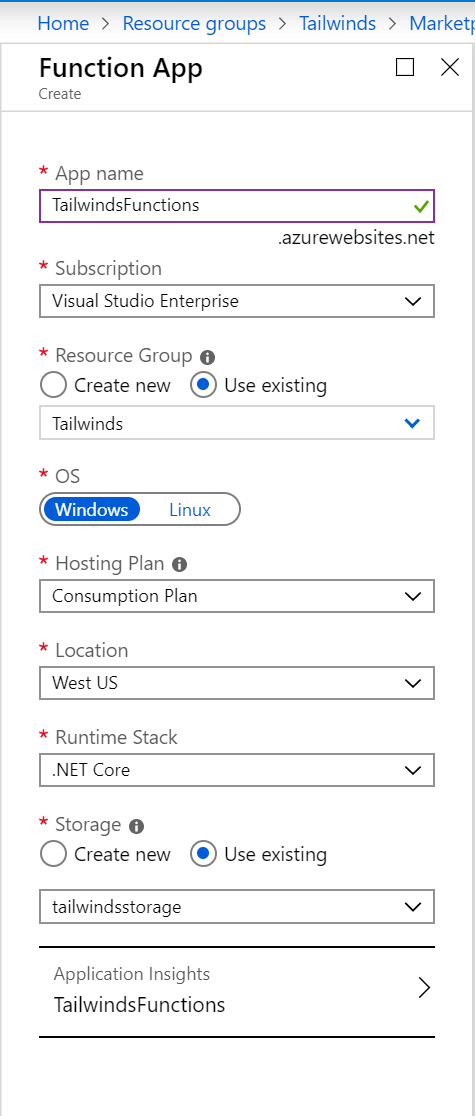 Home > Resource groups > Tailwinds >
Function App
Create
* App name
TailwindsFunctions
.azurewebsites.net
* Subscription
Visual Studio Enterprise
* Resource Group
Create new Use existing
Tailwinds
* OS
Windows Linux
* Hosting Plan
Consumption Plan
* Location
West US
* Runtime Stack
.NET Core
* Storage
Create new Use existing
tailwindsstorage
Application Insights
TailwindsFunctions